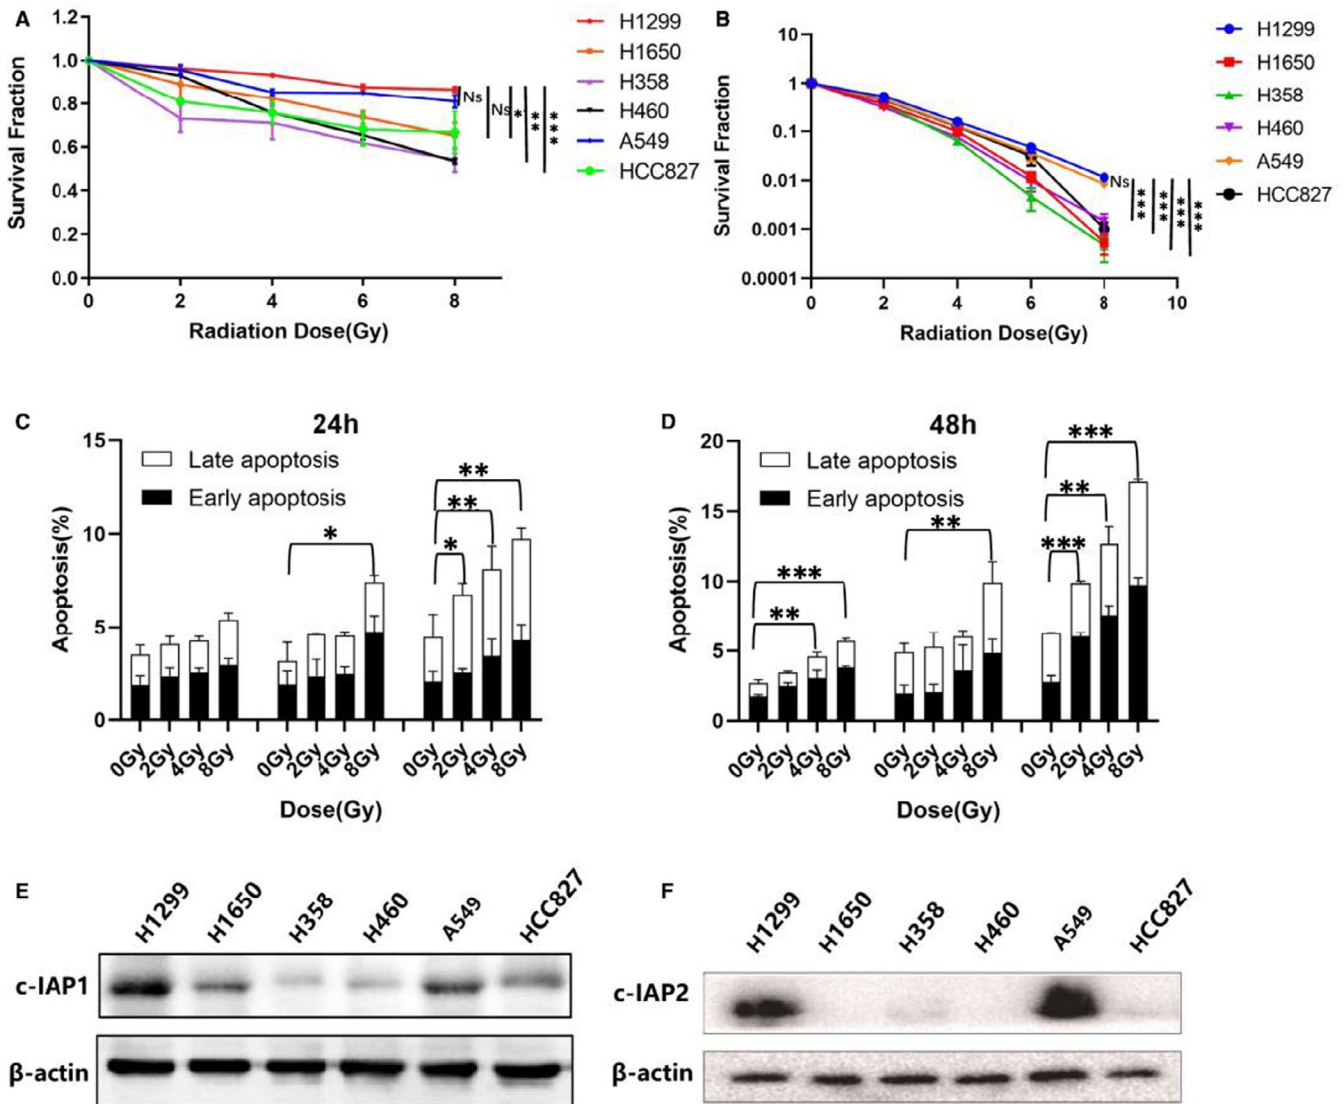 A
1.2
1.0
0.8
0.6
0.4
0.2
0.0
Survival Fraction
0 2 4 6 8
Radiation Dose(Gy)
Ns Ns * ** ***
H1299
H1650
H358
H460
A549
HCC827
B
10
1
0.1
0.01
0.001
0.0001
Survival Fraction
0 2 4 6 8 10
Radiation Dose(Gy)
Ns *** *** *** ***
H1299
H1650
H358
H460
A549
HCC827
C
24h
15
10
5
0
Apoptosis(%)
Late apoptosis
Early apoptosis
*
**
**
*
0Gy 2Gy 4Gy 8Gy 0Gy 2Gy 4Gy 8Gy 0Gy 2Gy 4Gy 8Gy
Dose(Gy)
D
48h
20
15
10
5
0
Apoptosis(%)
Late apoptosis
Early apoptosis
***
**
**
***
**
***
0Gy 2Gy 4Gy 8Gy 0Gy 2Gy 4Gy 8Gy 0Gy 2Gy 4Gy 8Gy
Dose(Gy)
E
H1299 H1650 H358 H460 A549 HCC827
c-IAP1
β-actin
F
H1299 H1650 H358 H460 A549 HCC827
c-IAP2
β-actin